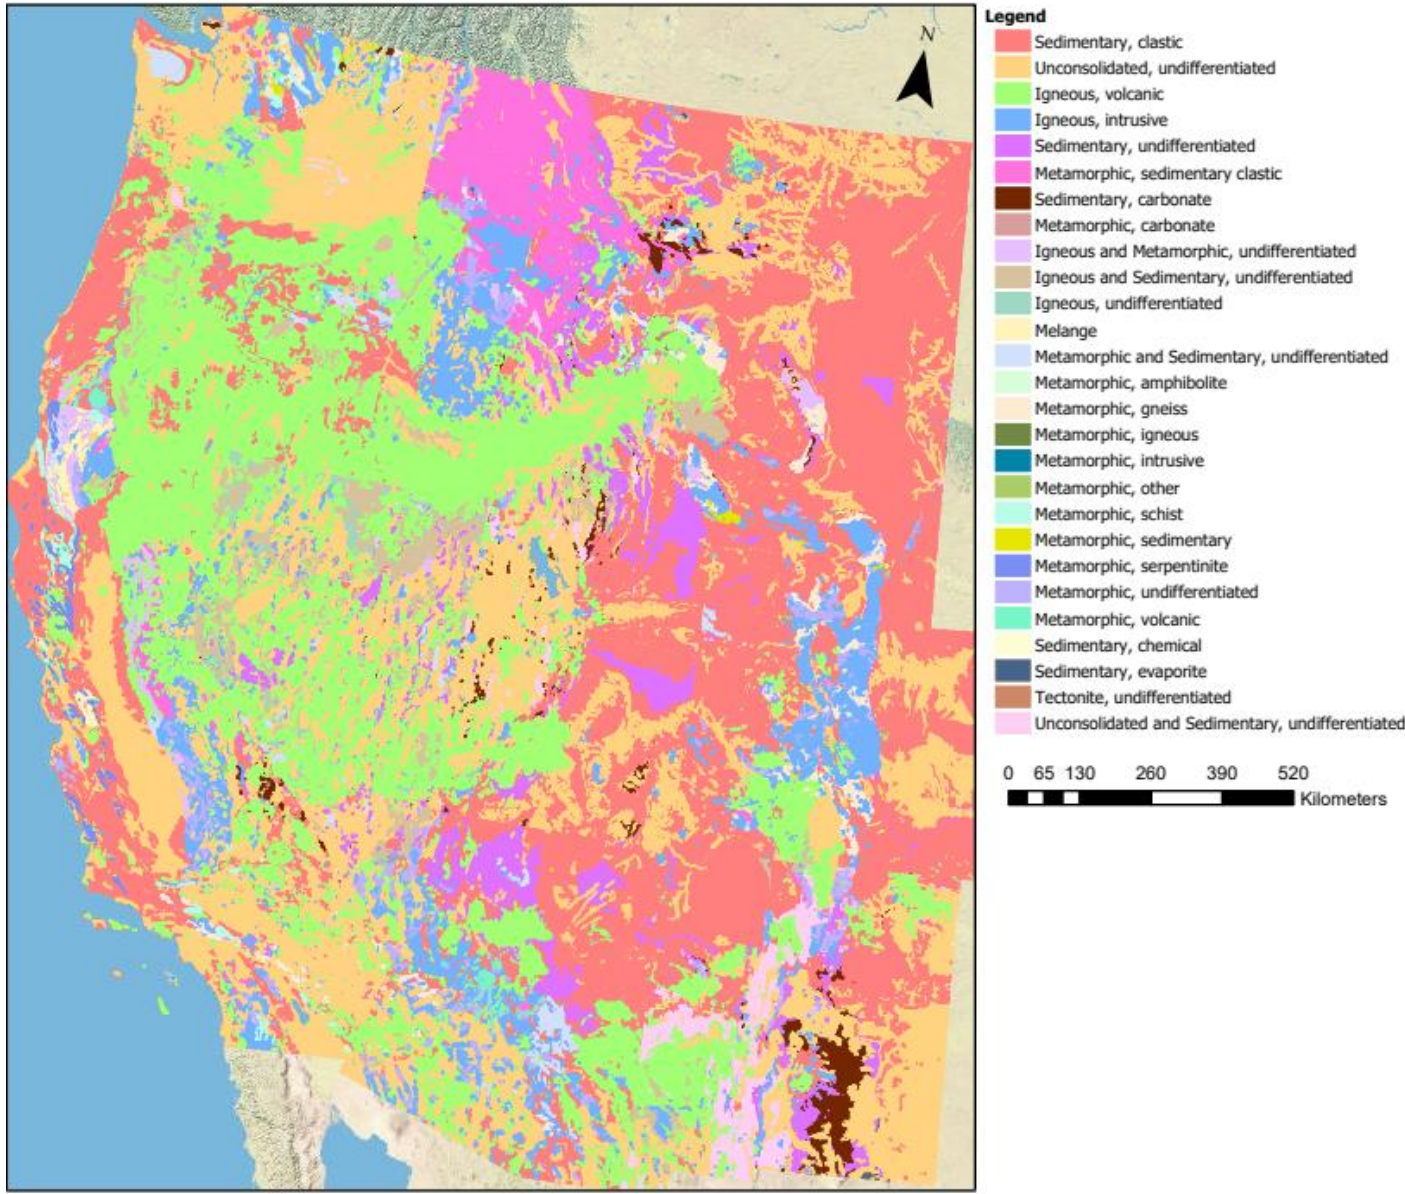 N
Legend
Sedimentary, clastic
Unconsolidated, undifferentiated
Igneous, volcanic
Igneous, intrusive
Sedimentary, undifferentiated
Metamorphic, sedimentary clastic
Sedimentary, carbonate
Metamorphic, carbonate
Igneous and Metamorphic, undifferentiated
Igneous and Sedimentary, undifferentiated
Igneous, undifferentiated
Melange
Metamorphic and Sedimentary, undifferentiated
Metamorphic, amphibolite
Metamorphic, gneiss
Metamorphic, igneous
Metamorphic, intrusive
Metamorphic, other
Metamorphic, schist
Metamorphic, sedimentary
Metamorphic, serpentinite
Metamorphic, undifferentiated
Metamorphic, volcanic
Sedimentary, chemical
Sedimentary, evaporite
Tectonite, undifferentiated
Unconsolidated and Sedimentary, undifferentiated
0 65 130 260 390 520
Kilometers